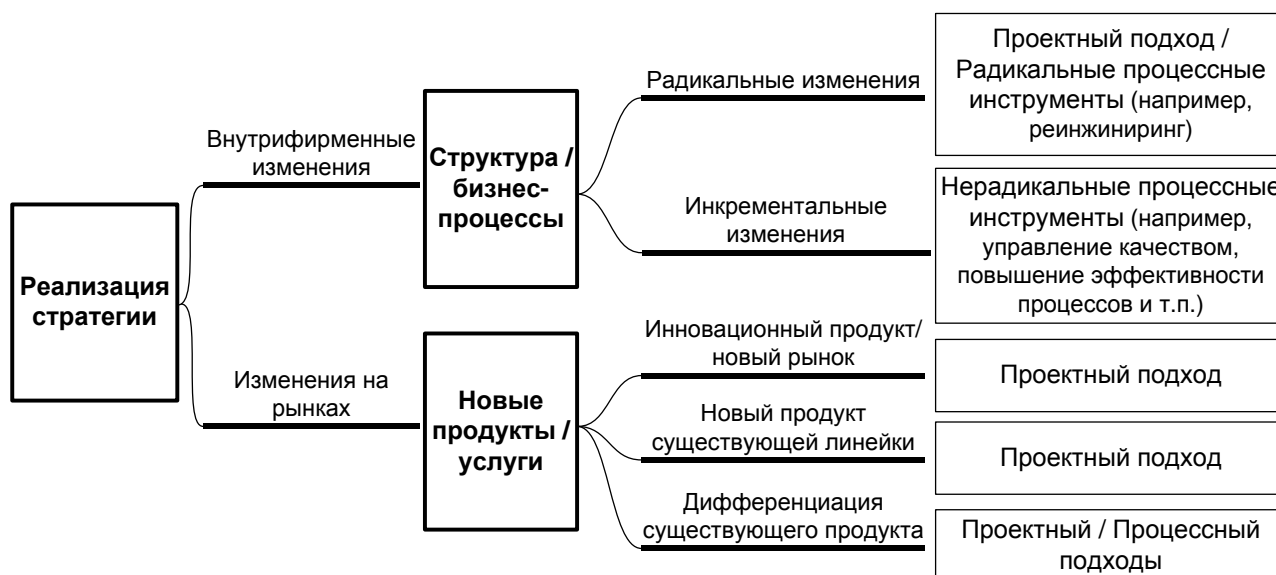 Реализация
стратегии
Внутрифирменные
изменения
Структура /
бизнес-
процессы
Радикальные изменения
Проектный подход /
Радикальные процессные
инструменты (например,
реинжиниринг)
Инкрементальные
изменения
Нерадикальные процессные
инструменты (например,
управление качеством,
повышение эффективности
процессов и т.п.)
Изменения на
рынках
Новые
продукты /
услуги
Инновационный продукт/
новый рынок
Проектный подход
Новый продукт
существующей линейки
Проектный подход
Дифференциация
существующего продукта
Проектный / Процессный
подходы